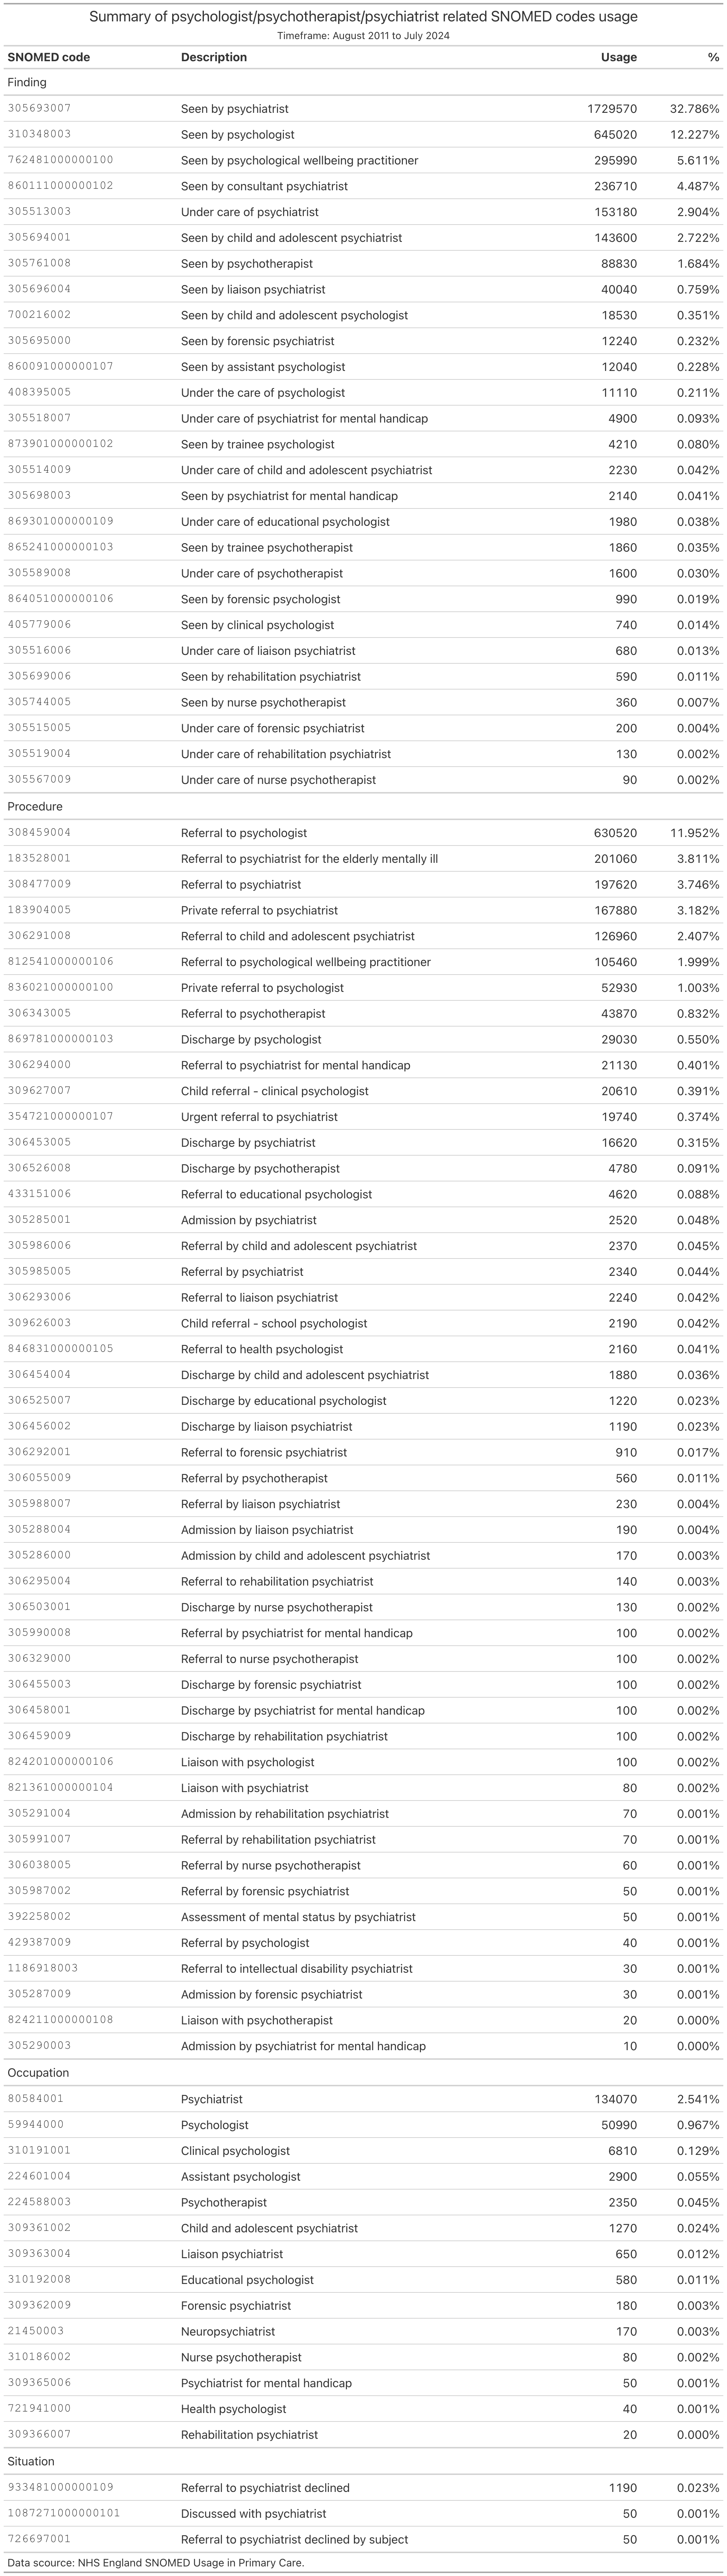 Summary of psychologist/psychotherapist/psychiatrist related SNOMED codes usage
Timeframe: August 2011 to July 2024
SNOMED code Description Usage %
Finding
305693007 Seen by psychiatrist 1729570 32.786%
310348003 Seen by psychologist 645020 12.227%
762481000000100 Seen by psychological wellbeing practitioner 295990 5.611%
860111000000102 Seen by consultant psychiatrist 236710 4.487%
305513003 Under care of psychiatrist 153180 2.904%
305694001 Seen by child and adolescent psychiatrist 143600 2.722%
305761008 Seen by psychotherapist 88830 1.684%
305696004 Seen by liaison psychiatrist 40040 0.759%
700216002 Seen by child and adolescent psychologist 18530 0.351%
305695000 Seen by forensic psychiatrist 12240 0.232%
860091000000107 Seen by assistant psychologist 12040 0.228%
408395005 Under the care of psychologist 11110 0.211%
305518007 Under care of psychiatrist for mental handicap 4900 0.093%
873901000000102 Seen by trainee psychologist 4210 0.080%
305514009 Under care of child and adolescent psychiatrist 2230 0.042%
305698003 Seen by psychiatrist for mental handicap 2140 0.041%
869301000000109 Under care of educational psychologist 1980 0.038%
865241000000103 Seen by trainee psychotherapist 1860 0.035%
305589008 Under care of psychotherapist 1600 0.030%
864051000000106 Seen by forensic psychologist 990 0.019%
405779006 Seen by clinical psychologist 740 0.014%
305516006 Under care of liaison psychiatrist 680 0.013%
305699006 Seen by rehabilitation psychiatrist 590 0.011%
305744005 Seen by nurse psychotherapist 360 0.007%
305515005 Under care of forensic psychiatrist 200 0.004%
305519004 Under care of rehabilitation psychiatrist 130 0.002%
305567009 Under care of nurse psychotherapist 90 0.002%
Procedure
308459004 Referral to psychologist 630520 11.952%
183528001 Referral to psychiatrist for the elderly mentally ill 201060 3.811%
308477009 Referral to psychiatrist 197620 3.746%
183904005 Private referral to psychiatrist 167880 3.182%
306291008 Referral to child and adolescent psychiatrist 126960 2.407%
812541000000106 Referral to psychological wellbeing practitioner 105460 1.999%
836021000000100 Private referral to psychologist 52930 1.003%
306343005 Referral to psychotherapist 43870 0.832%
869781000000103 Discharge by psychologist 29030 0.550%
306294000 Referral to psychiatrist for mental handicap 21130 0.401%
309627007 Child referral - clinical psychologist 20610 0.391%
354721000000107 Urgent referral to psychiatrist 19740 0.374%
306453005 Discharge by psychiatrist 16620 0.315%
306526008 Discharge by psychotherapist 4780 0.091%
433151006 Referral to educational psychologist 4620 0.088%
305285001 Admission by psychiatrist 2520 0.048%
305986006 Referral by child and adolescent psychiatrist 2370 0.045%
305985005 Referral by psychiatrist 2340 0.044%
306293006 Referral to liaison psychiatrist 2240 0.042%
309626003 Child referral - school psychologist 2190 0.042%
846831000000105 Referral to health psychologist 2160 0.041%
306454004 Discharge by child and adolescent psychiatrist 1880 0.036%
306525007 Discharge by educational psychologist 1220 0.023%
306456002 Discharge by liaison psychiatrist 1190 0.023%
306292001 Referral to forensic psychiatrist 910 0.017%
306055009 Referral by psychotherapist 560 0.011%
305988007 Referral by liaison psychiatrist 230 0.004%
305288004 Admission by liaison psychiatrist 190 0.004%
305286000 Admission by child and adolescent psychiatrist 170 0.003%
306295004 Referral to rehabilitation psychiatrist 140 0.003%
306503001 Discharge by nurse psychotherapist 130 0.002%
305990008 Referral by psychiatrist for mental handicap 100 0.002%
306329000 Referral to nurse psychotherapist 100 0.002%
306455003 Discharge by forensic psychiatrist 100 0.002%
306458001 Discharge by psychiatrist for mental handicap 100 0.002%
306459009 Discharge by rehabilitation psychiatrist 100 0.002%
824201000000106 Liaison with psychologist 100 0.002%
821361000000104 Liaison with psychiatrist 80 0.002%
305291004 Admission by rehabilitation psychiatrist 70 0.001%
305991007 Referral by rehabilitation psychiatrist 70 0.001%
306038005 Referral by nurse psychotherapist 60 0.001%
305987002 Referral by forensic psychiatrist 50 0.001%
392258002 Assessment of mental status by psychiatrist 50 0.001%
429387009 Referral by psychologist 40 0.001%
1186918003 Referral to intellectual disability psychiatrist 30 0.001%
305287009 Admission by forensic psychiatrist 30 0.001%
824211000000108 Liaison with psychotherapist 20 0.000%
305290003 Admission by psychiatrist for mental handicap 10 0.000%
Occupation
80584001 Psychiatrist 134070 2.541%
59944000 Psychologist 50990 0.967%
310191001 Clinical psychologist 6810 0.129%
224601004 Assistant psychologist 2900 0.055%
224588003 Psychotherapist 2350 0.045%
309361002 Child and adolescent psychiatrist 1270 0.024%
309363004 Liaison psychiatrist 650 0.012%
310192008 Educational psychologist 580 0.011%
309362009 Forensic psychiatrist 180 0.003%
21450003 Neuropsychiatrist 170 0.003%
310186002 Nurse psychotherapist 80 0.002%
309365006 Psychiatrist for mental handicap 50 0.001%
721941000 Health psychologist 40 0.001%
309366007 Rehabilitation psychiatrist 20 0.000%
Situation
933481000000109 Referral to psychiatrist declined 1190 0.023%
1087271000000101 Discussed with psychiatrist 50 0.001%
726697001 Referral to psychiatrist declined by subject 50 0.001%
Data scource: NHS England SNOMED Usage in Primary Care.